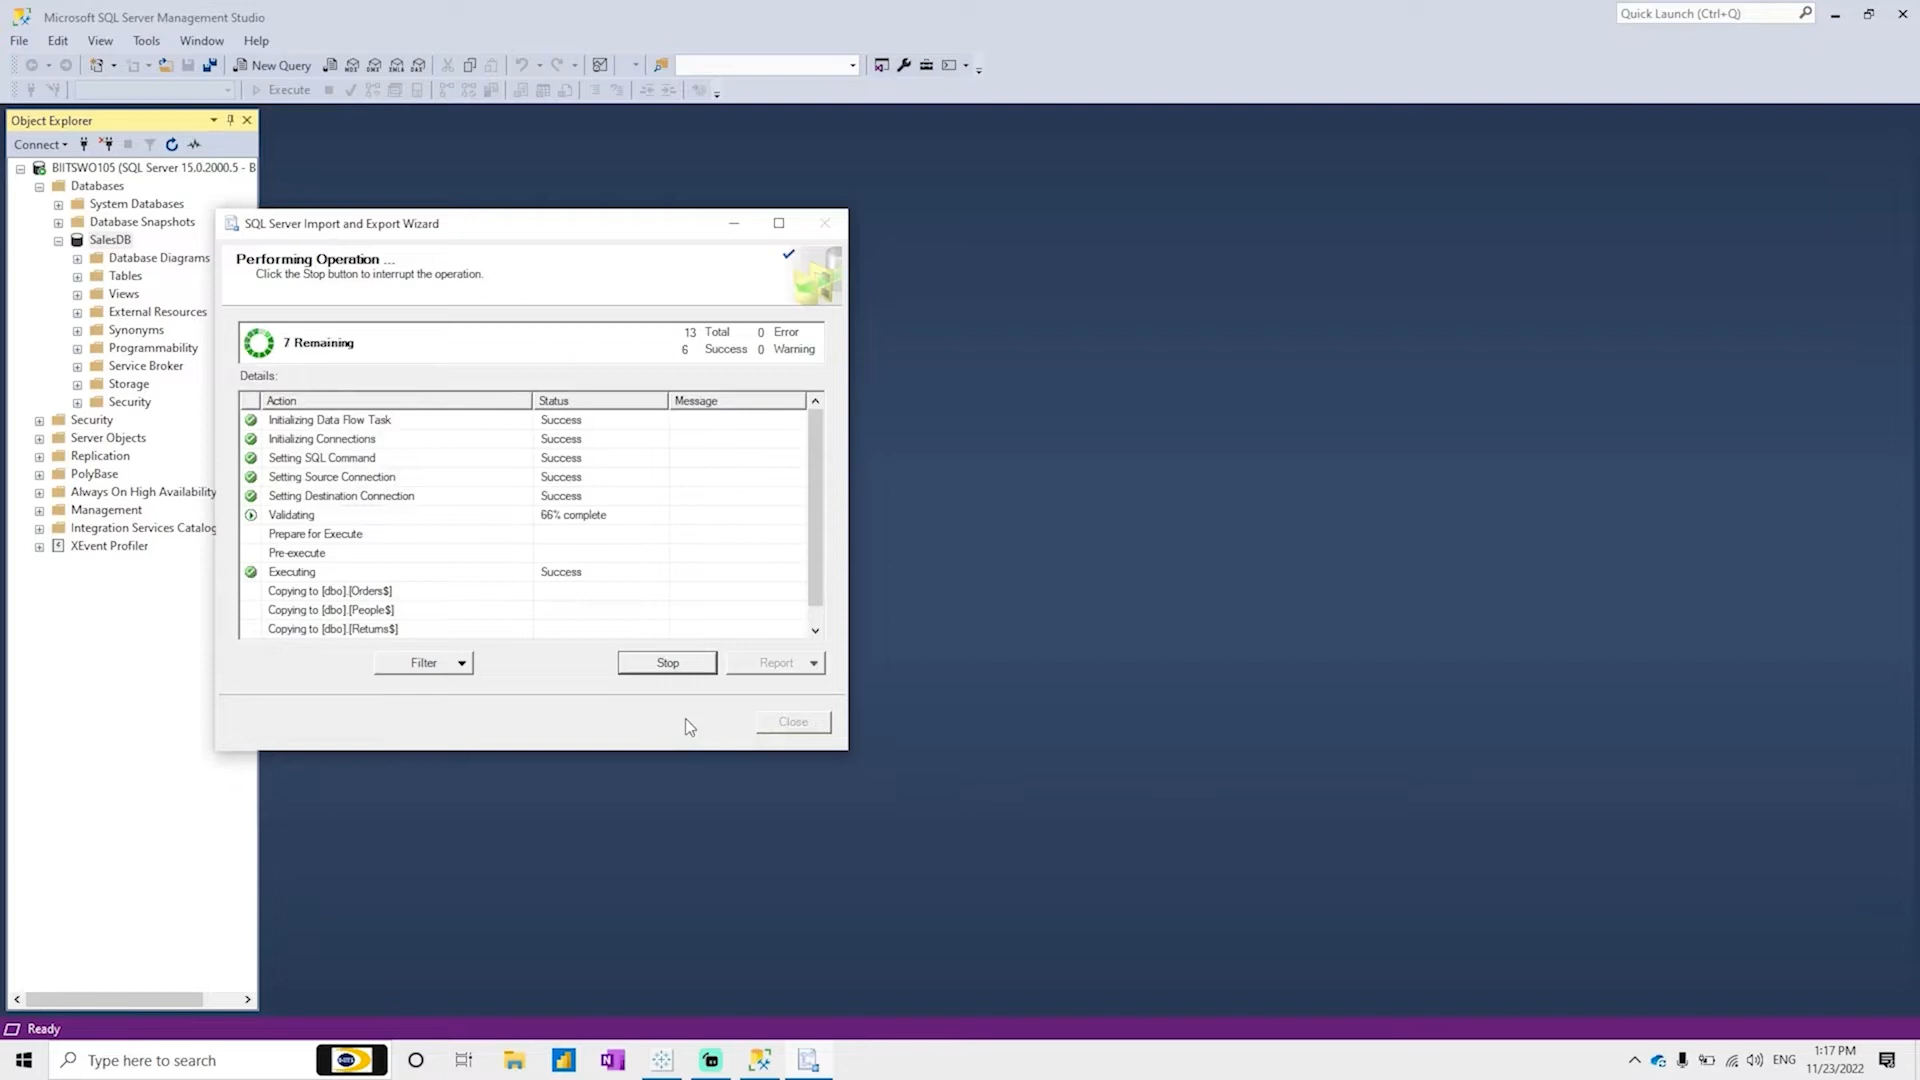 Microsoft SQL Server Management Studio
Quick Launch (Ctrl+Q)
File Edit View Tools Window Help
New Query
Execute
Object Explorer
Connect
BIITSWO105 (SQL Server 15.0.2000.5 - B
Databases
System Databases
Database Snapshots
SalesDB
Database Diagrams
Tables
Views
External Resources
Synonyms
Programmability
Service Broker
Storage
Security
Security
Server Objects
Replication
PolyBase
Always On High Availability
Management
Integration Services Catalog
XEvent Profiler
SQL Server Import and Export Wizard
Performing Operation ...
Click the Stop button to interrupt the operation.
7 Remaining
13 Total 0 Error
6 Success 0 Warning
Details:
Action Status Message
Initializing Data Flow Task Success
Initializing Connections Success
Setting SQL Command Success
Setting Source Connection Success
Setting Destination Connection Success
Validating 66% complete
Prepare for Execute
Pre-execute
Executing Success
Copying to [dbo].[Orders$]
Copying to [dbo].[People$]
Copying to [dbo].[Returns$]
Filter Stop Report
Close
Ready
Type here to search
ENG
1:17 PM
11/23/2022